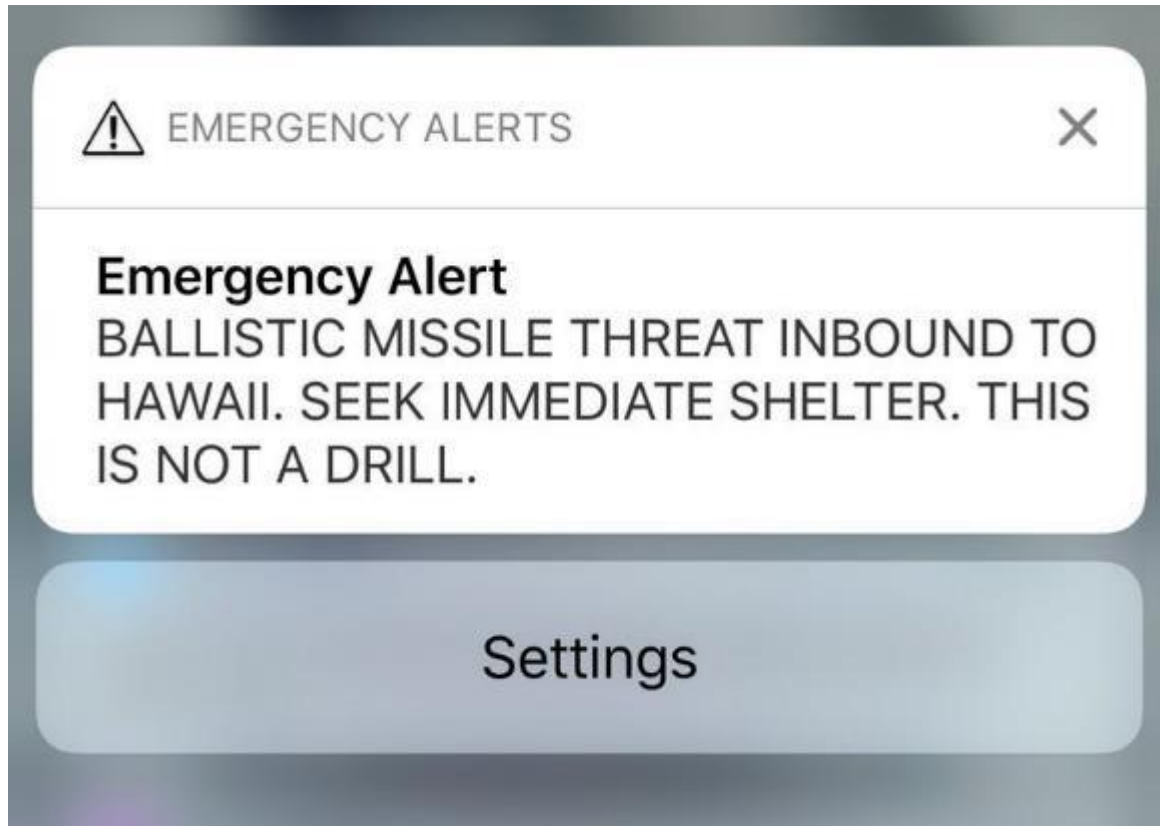 EMERGENCY ALERTS
Emergency Alert
BALLISTIC MISSILE THREAT INBOUND TO
HAWAII. SEEK IMMEDIATE SHELTER. THIS
IS NOT A DRILL.
Settings